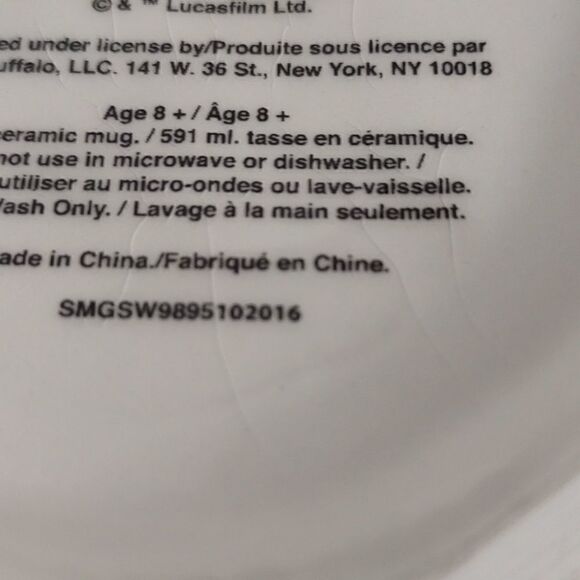 © & ™ Lucasfilm Ltd.
ed under license by/Produite sous licence par
uffalo, LLC. 141 W. 36 St., New York, NY 10018
Age 8 + / Âge 8 +
eramic mug. / 591 ml. tasse en céramique.
not use in microwave or dishwasher. /
utiliser au micro-ondes ou lave-vaisselle.
Wash Only. / Lavage à la main seulement.
ade in China./Fabriqué en Chine.
SMGSW9895102016